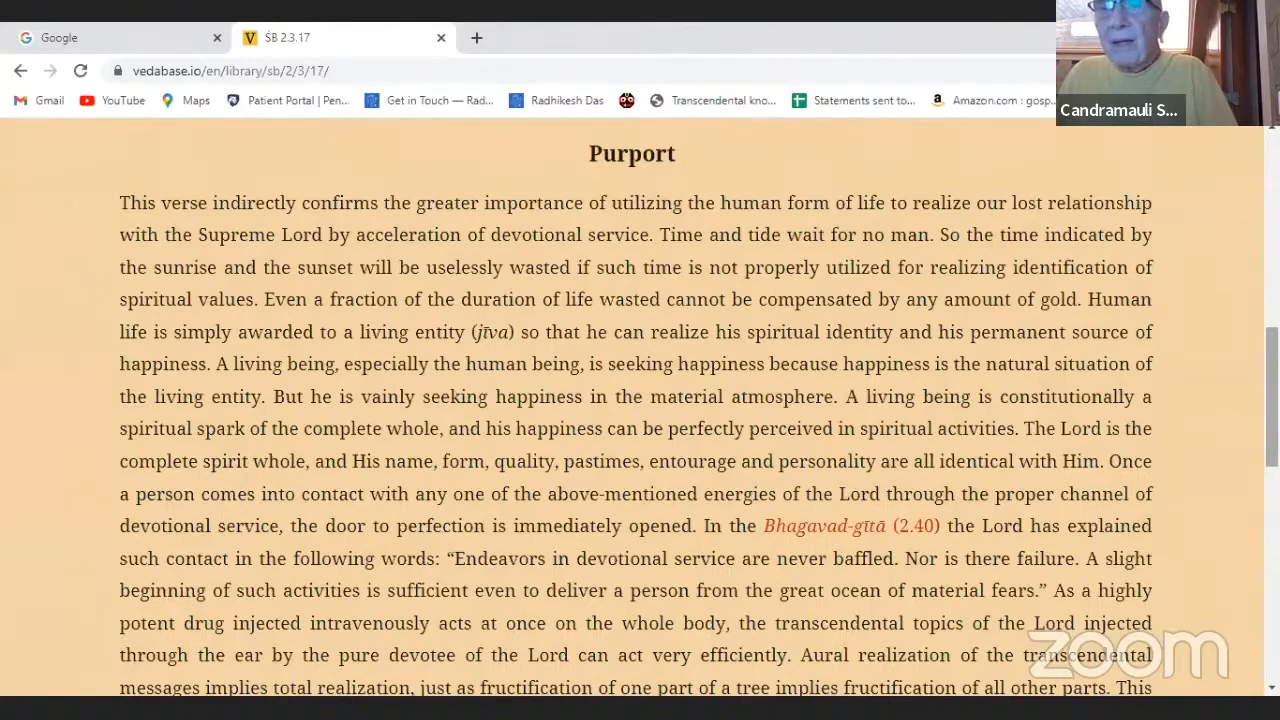 Google
ŚB 2.3.17
vedabase.io/en/library/sb/2/3/17/
Gmail YouTube Maps Patient Portal | Pen... Get in Touch — Rad... Radhikesh Das Transcendental kno... Statements sent to... Amazon.com : gosp...
Candramauli S...
Purport
This verse indirectly confirms the greater importance of utilizing the human form of life to realize our lost relationship
with the Supreme Lord by acceleration of devotional service. Time and tide wait for no man. So the time indicated by
the sunrise and the sunset will be uselessly wasted if such time is not properly utilized for realizing identification of
spiritual values. Even a fraction of the duration of life wasted cannot be compensated by any amount of gold. Human
life is simply awarded to a living entity (jīva) so that he can realize his spiritual identity and his permanent source of
happiness. A living being, especially the human being, is seeking happiness because happiness is the natural situation of
the living entity. But he is vainly seeking happiness in the material atmosphere. A living being is constitutionally a
spiritual spark of the complete whole, and his happiness can be perfectly perceived in spiritual activities. The Lord is the
complete spirit whole, and His name, form, quality, pastimes, entourage and personality are all identical with Him. Once
a person comes into contact with any one of the above-mentioned energies of the Lord through the proper channel of
devotional service, the door to perfection is immediately opened. In the Bhagavad-gītā (2.40) the Lord has explained
such contact in the following words: “Endeavors in devotional service are never baffled. Nor is there failure. A slight
beginning of such activities is sufficient even to deliver a person from the great ocean of material fears.” As a highly
potent drug injected intravenously acts at once on the whole body, the transcendental topics of the Lord injected
through the ear by the pure devotee of the Lord can act very efficiently. Aural realization of the transcendental
messages implies total realization, just as fructification of one part of a tree implies fructification of all other parts. This
zoom